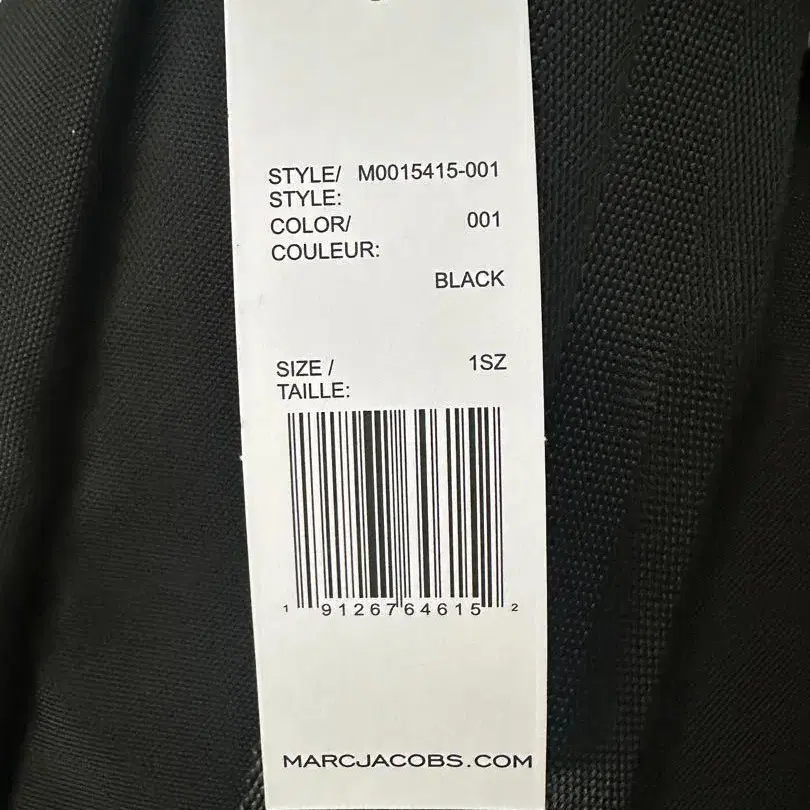 STYLE/ M0015415-001
STYLE:
COLOR/ 001
COULEUR:
BLACK
SIZE / 1SZ
TAILLE:
1 91267 64615 2
MARCJACOBS.COM